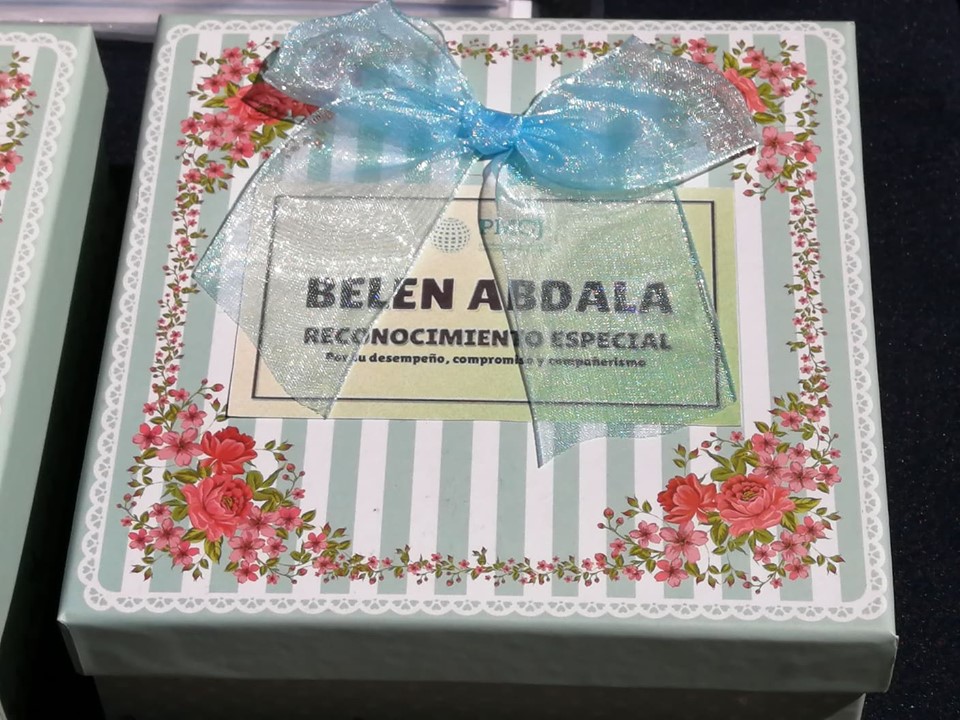 BELEN ABDALA
RECONOCIMIENTO ESPECIAL
Por su desempeño, compromiso y compañerismo